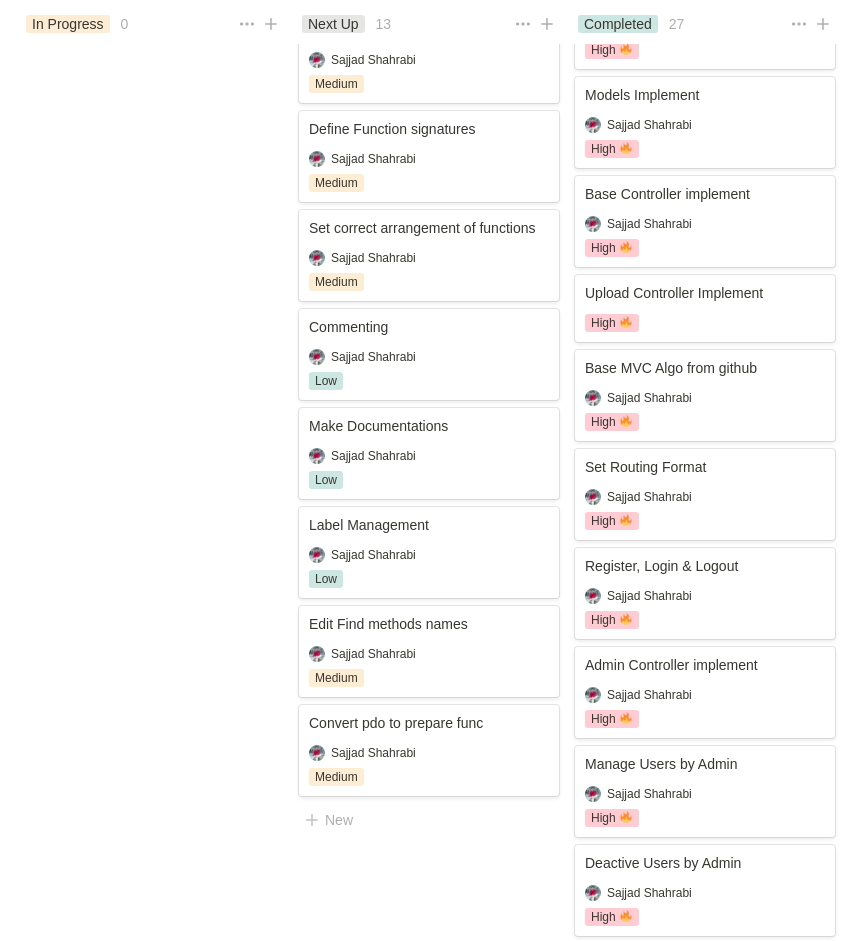 In Progress 0
Next Up 13
Sajjad Shahrabi
Medium
Define Function signatures
Sajjad Shahrabi
Medium
Set correct arrangement of functions
Sajjad Shahrabi
Medium
Commenting
Sajjad Shahrabi
Low
Make Documentations
Sajjad Shahrabi
Low
Label Management
Sajjad Shahrabi
Low
Edit Find methods names
Sajjad Shahrabi
Medium
Convert pdo to prepare func
Sajjad Shahrabi
Medium
New
Completed 27
High
Models Implement
Sajjad Shahrabi
High
Base Controller implement
Sajjad Shahrabi
High
Upload Controller Implement
High
Base MVC Algo from github
Sajjad Shahrabi
High
Set Routing Format
Sajjad Shahrabi
High
Register, Login & Logout
Sajjad Shahrabi
High
Admin Controller implement
Sajjad Shahrabi
High
Manage Users by Admin
Sajjad Shahrabi
High
Deactive Users by Admin
Sajjad Shahrabi
High